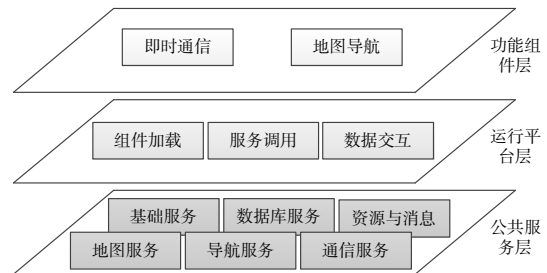 即时通信
地图导航
功能组
件层
组件加载
服务调用
数据交互
运行平
台层
基础服务
数据库服务
资源与消息
地图服务
导航服务
通信服务
公共服
务层